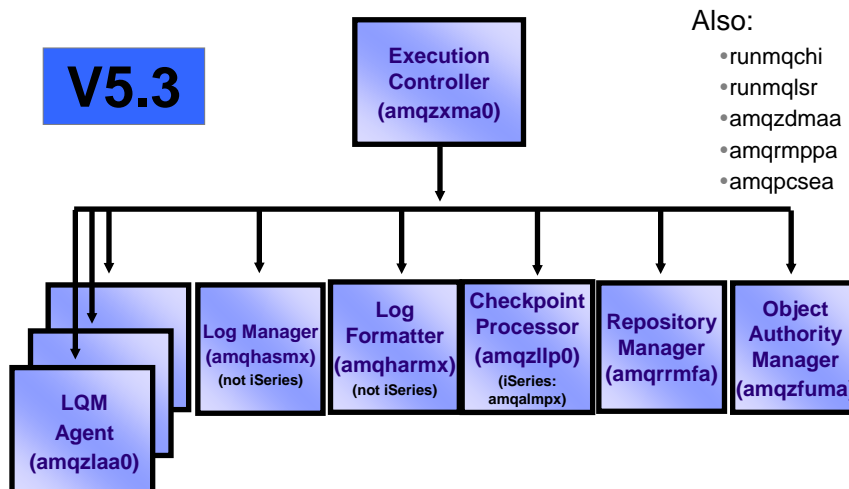 V5.3
Execution
Controller
(amqzxma0)
Also:
•runmqchi
•runmqlsr
•amqzdmaa
•amqrmppa
•amqpcsea
LQM
Agent
(amqzlaa0)
Log Manager
(amqhasmx)
(not iSeries)
Log
Formatter
(amqharmx)
(not iSeries)
Checkpoint
Processor
(amqzllp0)
(iSeries:
amqalmpx)
Repository
Manager
(amqrrmfa)
Object
Authority
Manager
(amqzfuma)